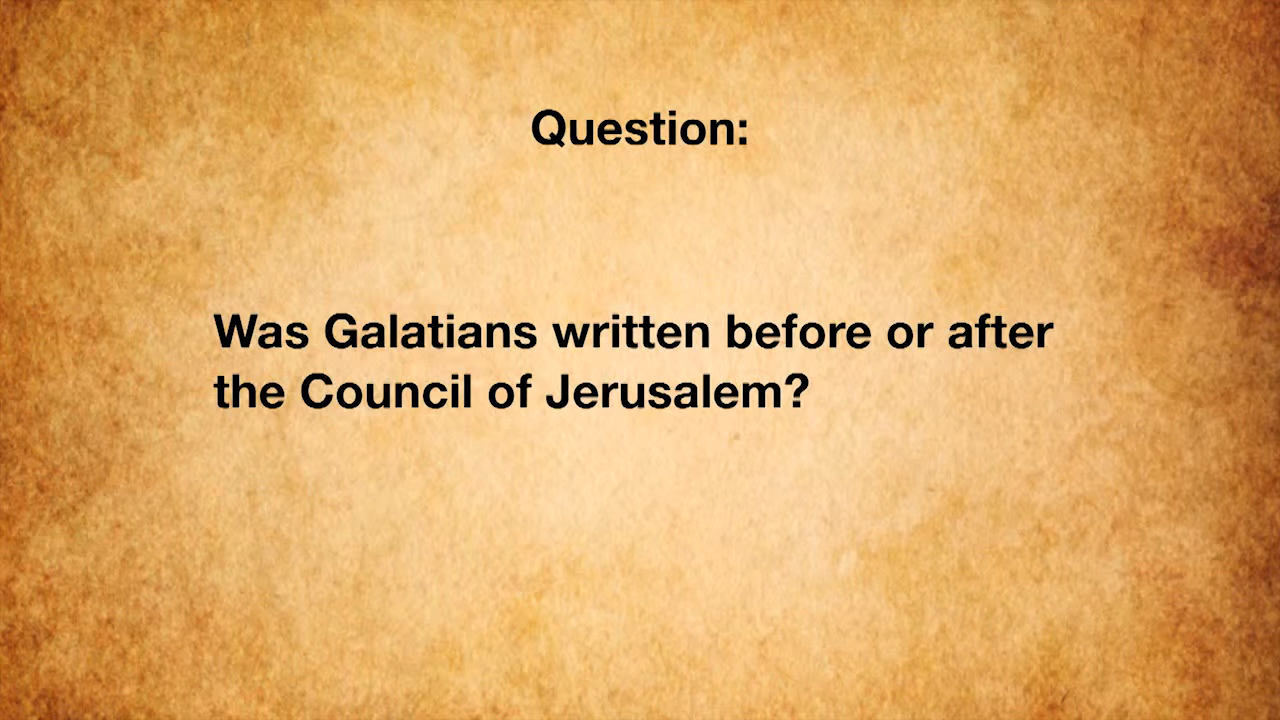 Question:
Was Galatians written before or after
the Council of Jerusalem?